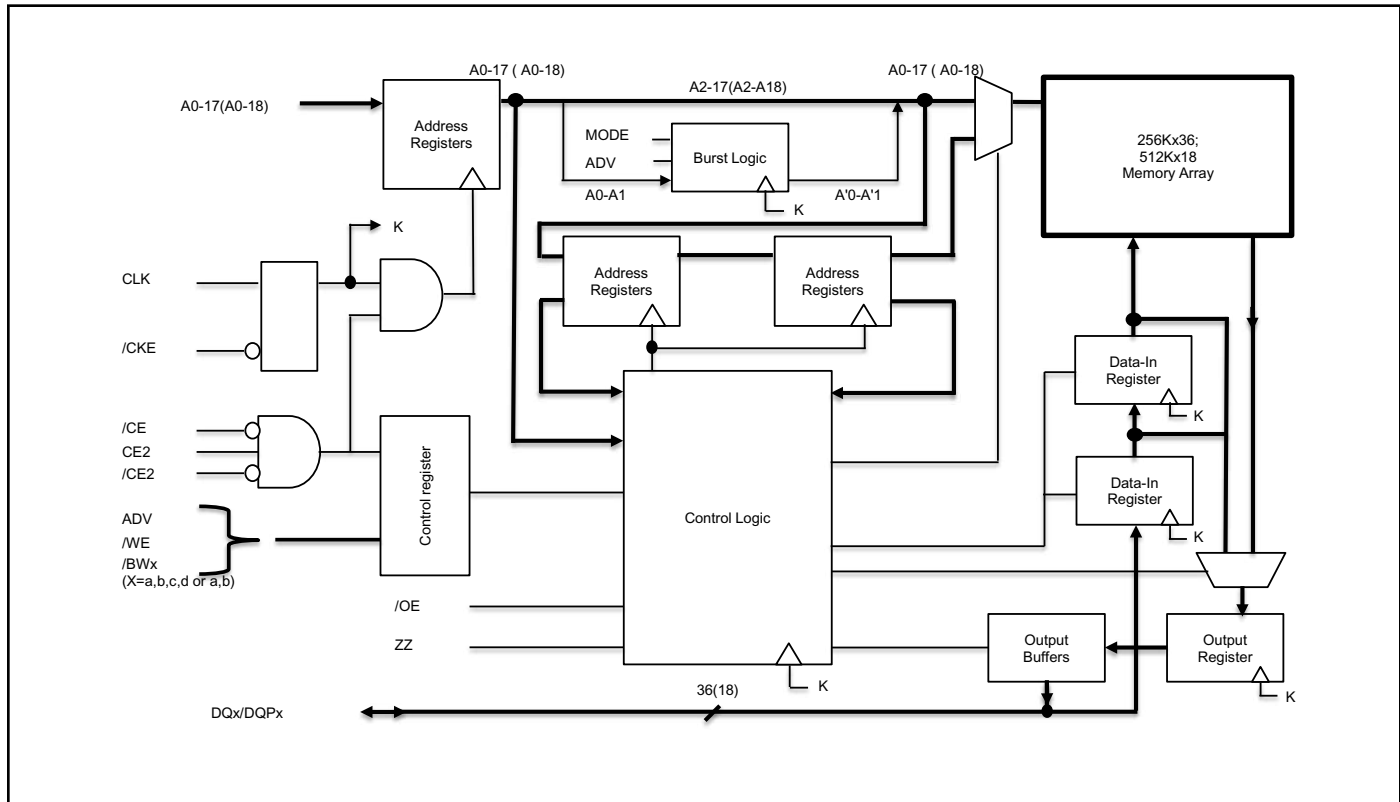 A0-17 ( A0-18)
A0-17 ( A0-18)
A2-17(A2-A18)
A0-17(A0-18)
Address
Registers
MODE
ADV
Burst Logic
A0-A1
A'0-A'1
K
256Kx36;
512Kx18
Memory Array
K
CLK
/CKE
Address
Registers
Address
Registers
Data-In
Register
K
/CE
CE2
/CE2
Control register
Control Logic
Data-In
Register
K
ADV
/WE
/BWx
(X=a,b,c,d or a,b)
/OE
ZZ
K
Output
Buffers
Output
Register
K
36(18)
DQx/DQPx